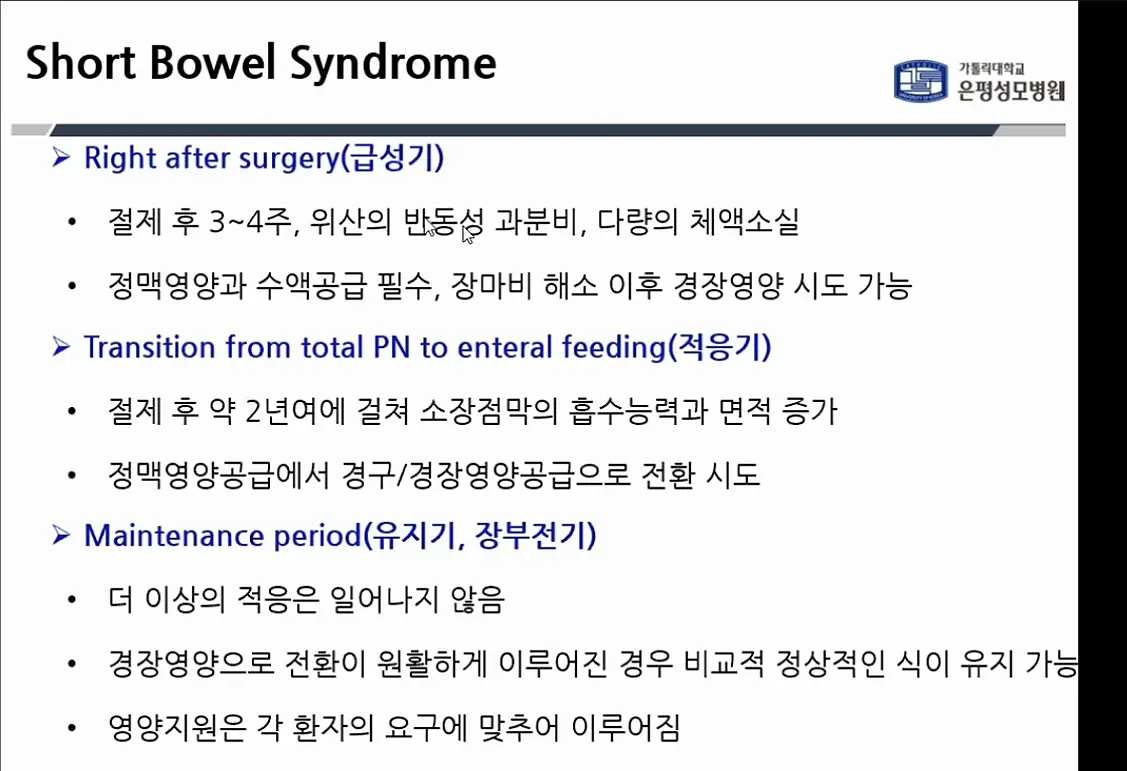 Short Bowel Syndrome
가톨릭대학교
은평성모병원
➢ Right after surgery(급성기)
• 절제 후 3~4주, 위산의 반동성 과분비, 다량의 체액소실
• 정맥영양과 수액공급 필수, 장마비 해소 이후 경장영양 시도 가능
➢ Transition from total PN to enteral feeding(적응기)
• 절제 후 약 2년여에 걸쳐 소장점막의 흡수능력과 면적 증가
• 정맥영양공급에서 경구/경장영양공급으로 전환 시도
➢ Maintenance period(유지기, 장부전기)
• 더 이상의 적응은 일어나지 않음
• 경장영양으로 전환이 원활하게 이루어진 경우 비교적 정상적인 식이 유지 가능
• 영양지원은 각 환자의 요구에 맞추어 이루어짐